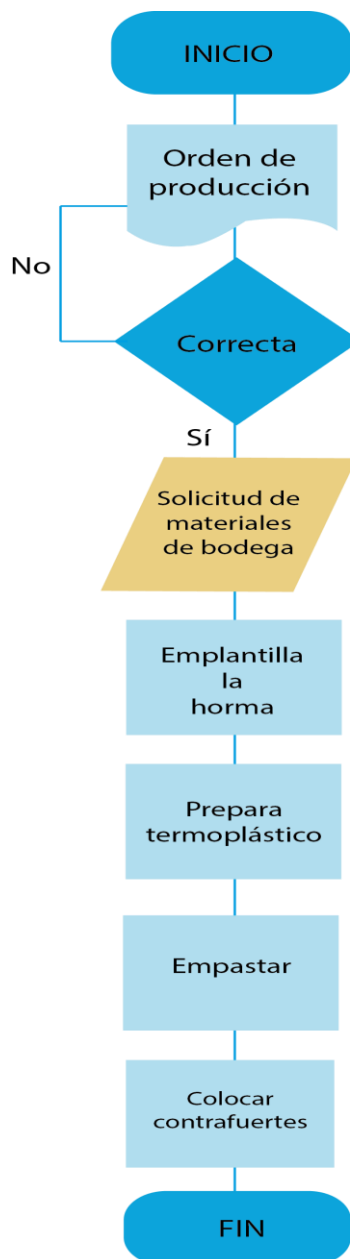 INICIO
Orden de
producción
No
Correcta
Sí
Solicitud de
materiales
de bodega
Emplantilla
la
horma
Prepara
termoplástico
Empastar
Colocar
contrafuertes
FIN